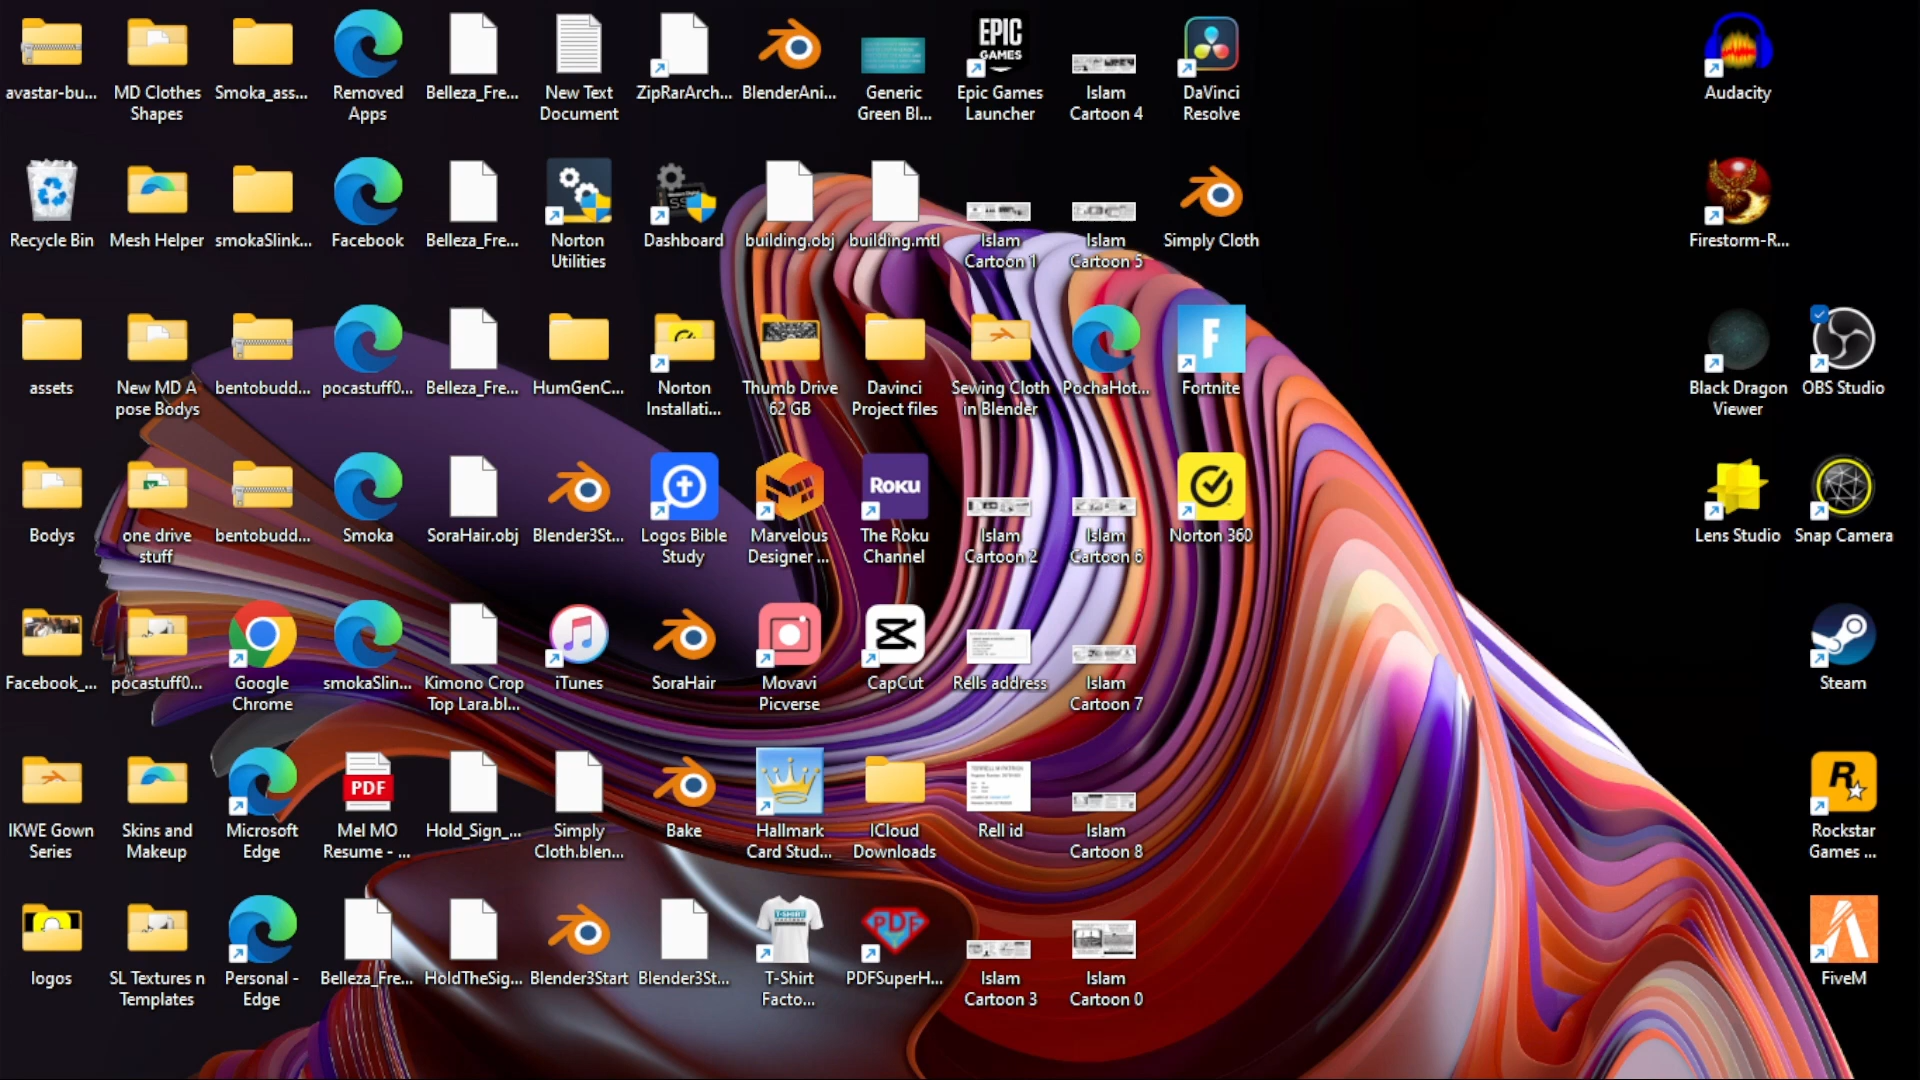 avastar-bu...
MD Clothes
Shapes
Smoka_ass...
Removed
Apps
Belleza_Fre...
New Text
Document
ZipRarArch...
BlenderAni...
Generic
Green Bl...
EPIC
GAMES
Epic Games
Launcher
Islam
Cartoon 4
DaVinci
Resolve
Audacity
Recycle Bin
Mesh Helper
smokaSlink...
Facebook
Belleza_Fre...
Norton
Utilities
Dashboard
building.obj
building.mtl
Islam
Cartoon 1
Islam
Cartoon 5
Simply Cloth
Firestorm-R...
assets
New MD A
pose Bodys
bentobudd...
pocastuff0...
Belleza_Fre...
HumGenC...
Norton
Installati...
Thumb Drive
62 GB
Davinci
Project files
Sewing Cloth
in Blender
PochaHot...
F
Fortnite
Black Dragon
Viewer
OBS Studio
Bodys
one drive
stuff
bentobudd...
Smoka
SoraHair.obj
Blender3St...
Logos Bible
Study
Marvelous
Designer ...
ROKU
The Roku
Channel
Islam
Cartoon 2
Islam
Cartoon 6
Norton 360
Lens Studio
Snap Camera
Facebook_...
pocastuff0...
Google
Chrome
smokaSlin...
Kimono Crop
Top Lara.bl...
iTunes
SoraHair
Movavi
Picverse
CapCut
Rells address
Islam
Cartoon 7
Steam
IKWE Gown
Series
Skins and
Makeup
Microsoft
Edge
PDF
Mel MO
Resume - ...
Hold_Sign_...
Simply
Cloth.blen...
Bake
Hallmark
Card Stud...
ICloud
Downloads
Rell id
Islam
Cartoon 8
R
Rockstar
Games ...
logos
SL Textures n
Templates
Personal -
Edge
Belleza_Fre...
HoldTheSig...
Blender3Start
Blender3St...
T-SHIRT
T-Shirt
Facto...
PDF
PDFSuperH...
Islam
Cartoon 3
Islam
Cartoon 0
FiveM